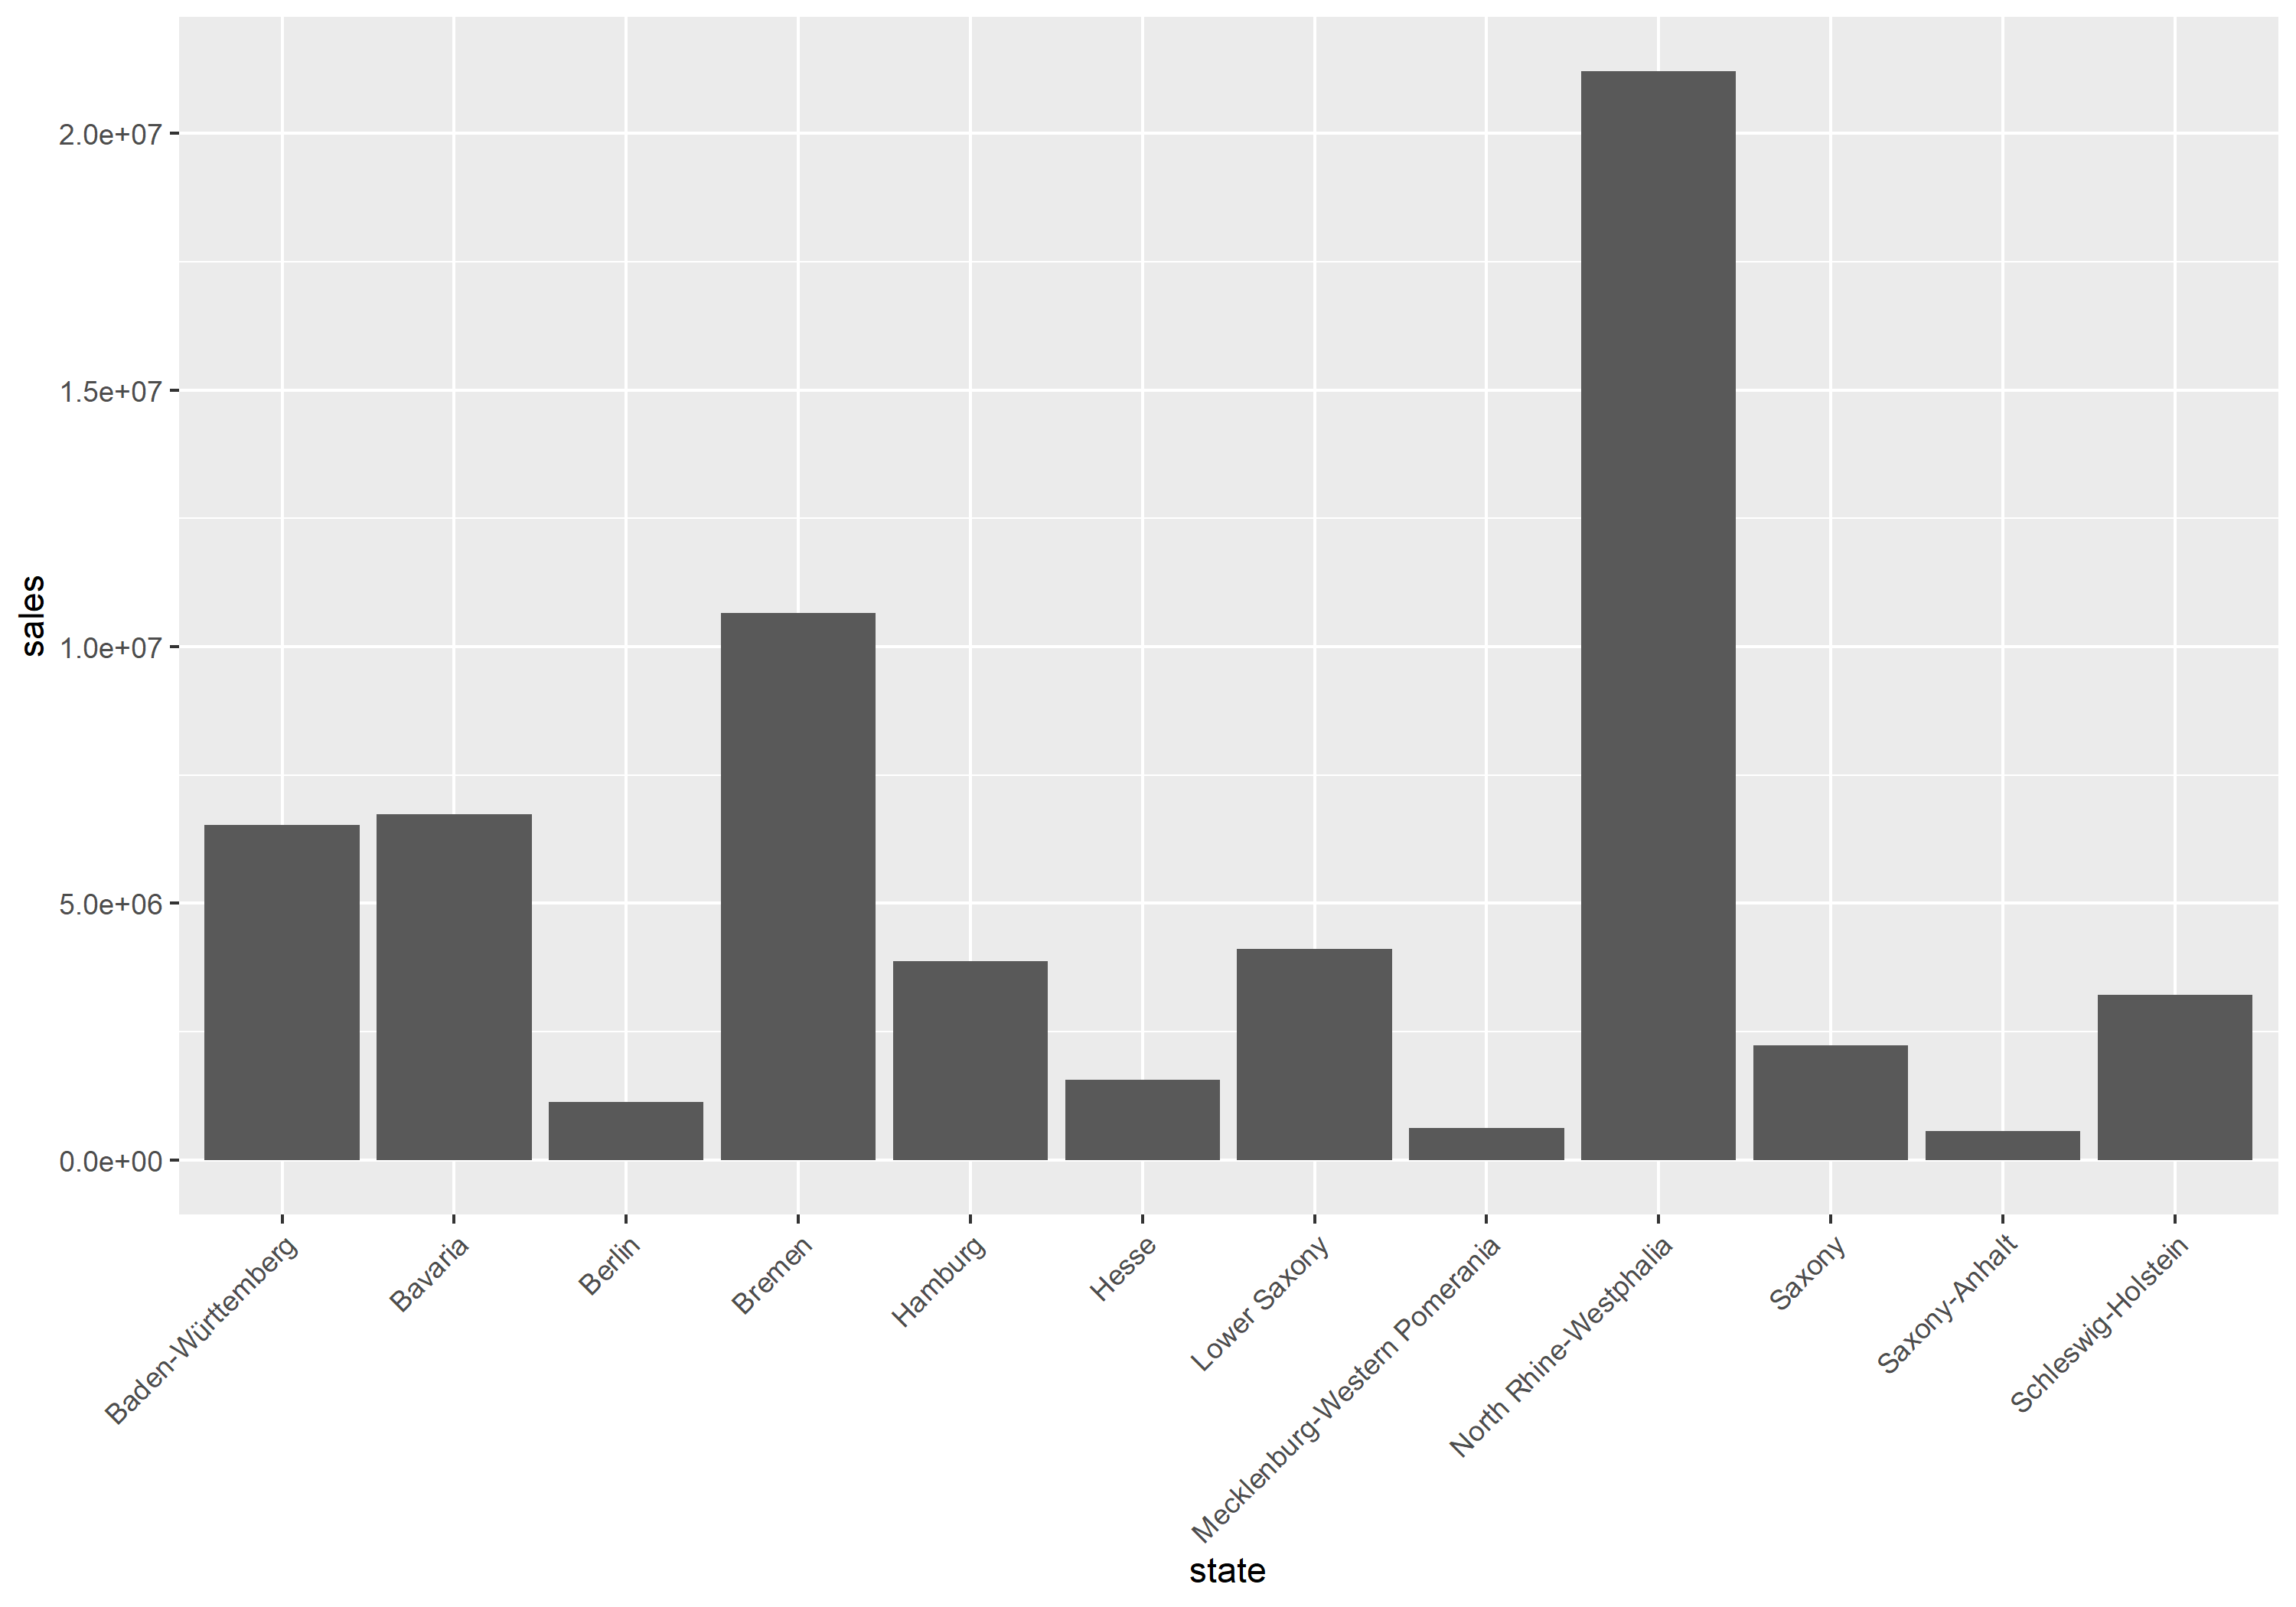 sales
2.0e+07
1.5e+07
1.0e+07
5.0e+06
0.0e+00
Baden-Württemberg
Bavaria
Berlin
Bremen
Hamburg
Hesse
Lower Saxony
Mecklenburg-Western Pomerania
North Rhine-Westphalia
Saxony
Saxony-Anhalt
Schleswig-Holstein
state